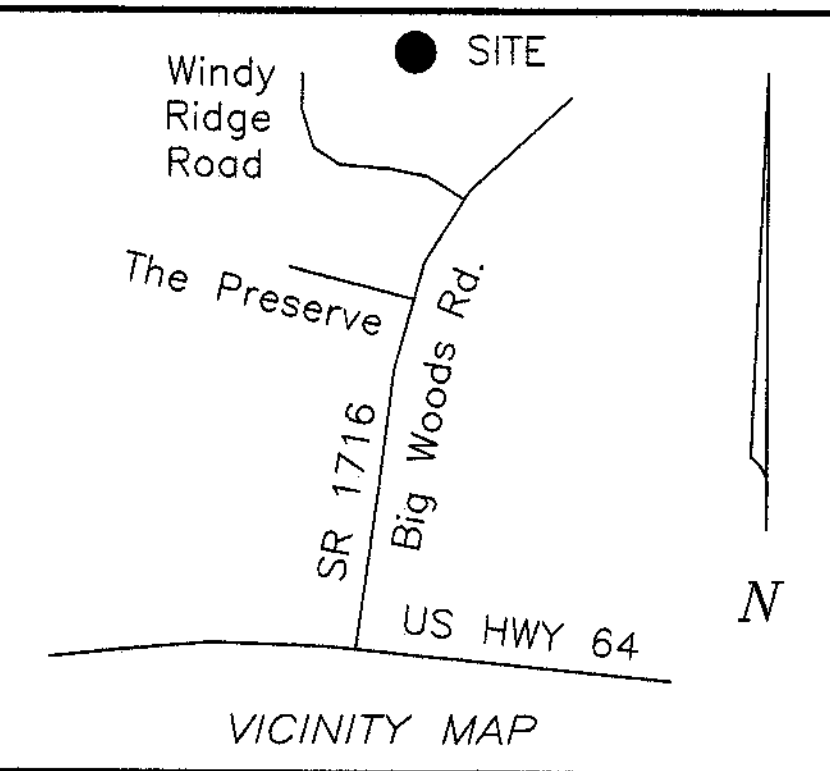 SITE
Windy
Ridge
Road
The Preserve
Big Woods Rd.
SR 1716
N
US HWY 64
VICINITY MAP